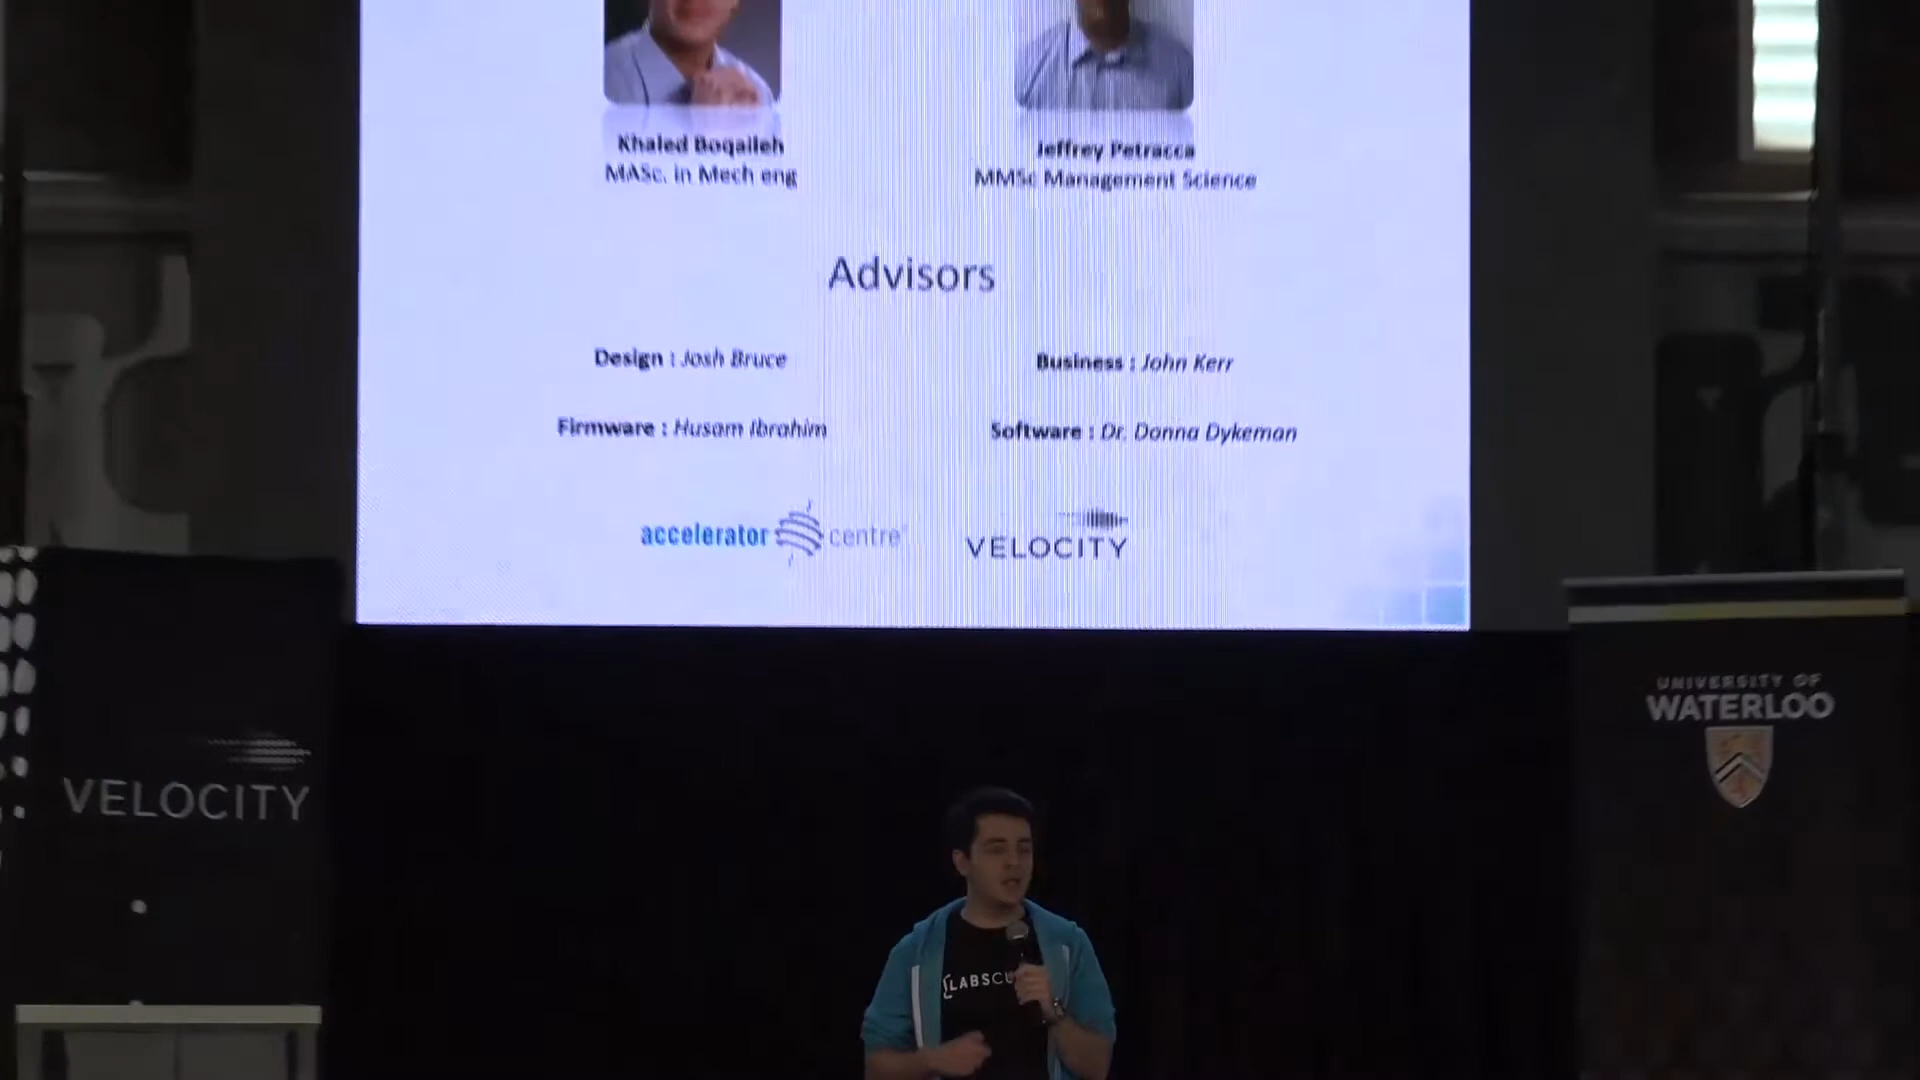 Khaled Boqaileh
MASc. in Mech eng
Jeffrey Petracca
MMSc Management Science
Advisors
Design : Josh Bruce
Business : John Kerr
Firmware : Husam Ibrahim
Software : Dr. Donna Dykeman
accelerator centre
VELOCITY
VELOCITY
UNIVERSITY OF
WATERLOO